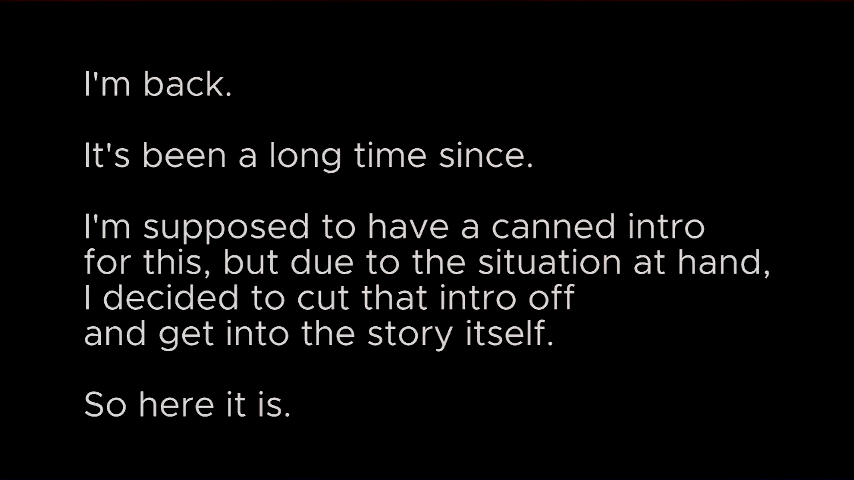 I'm back.
It's been a long time since.
I'm supposed to have a canned intro
for this, but due to the situation at hand,
I decided to cut that intro off
and get into the story itself.
So here it is.